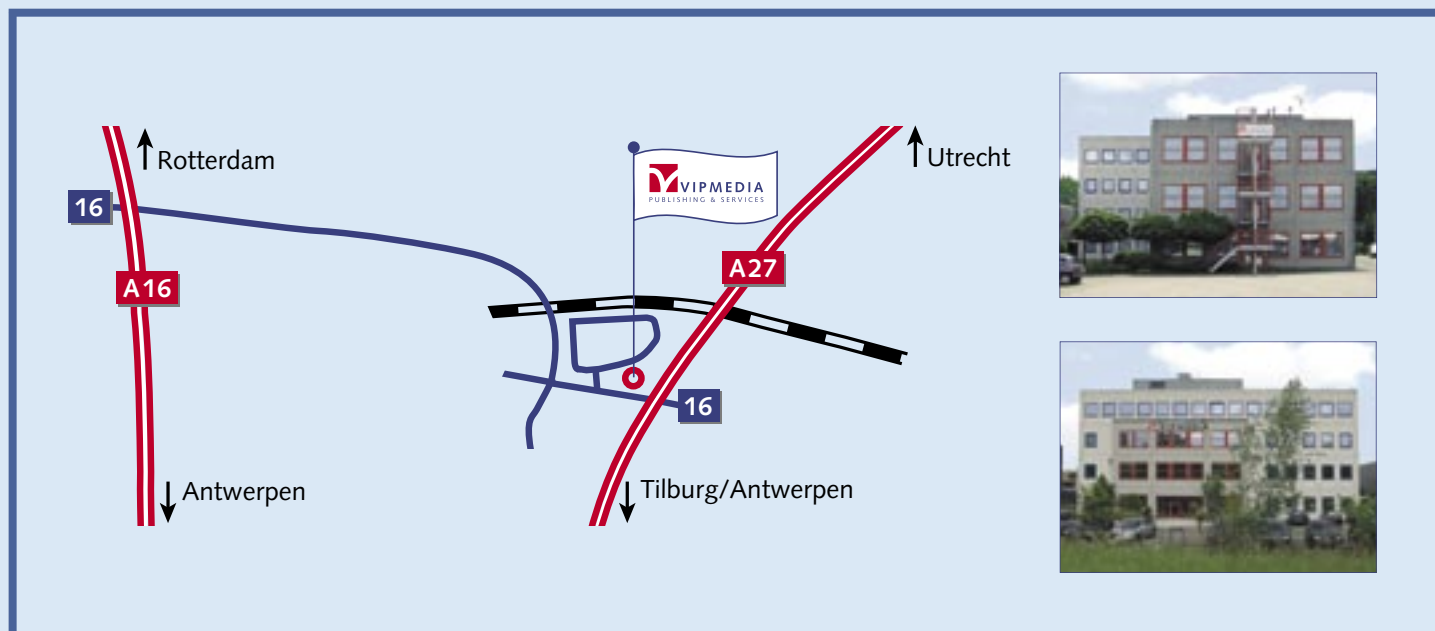 Rotterdam
16
A16
Antwerpen
VIPMEDIA
PUBLISHING & SERVICES
Utrecht
A27
16
Tilburg/Antwerpen